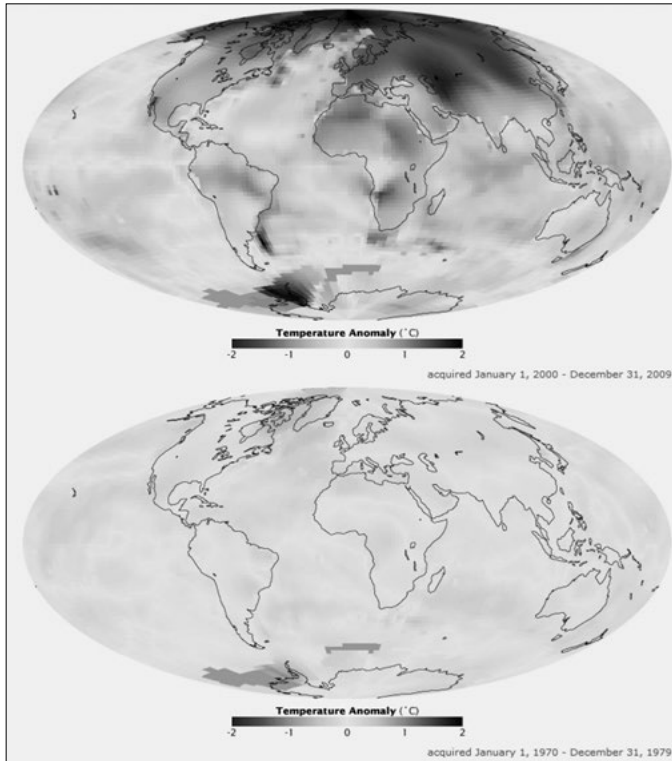 Temperature Anomaly (˚C)
-2 -1 0 1 2
acquired January 1, 2000 - December 31, 2009
Temperature Anomaly (˚C)
-2 -1 0 1 2
acquired January 1, 1970 - December 31, 1979